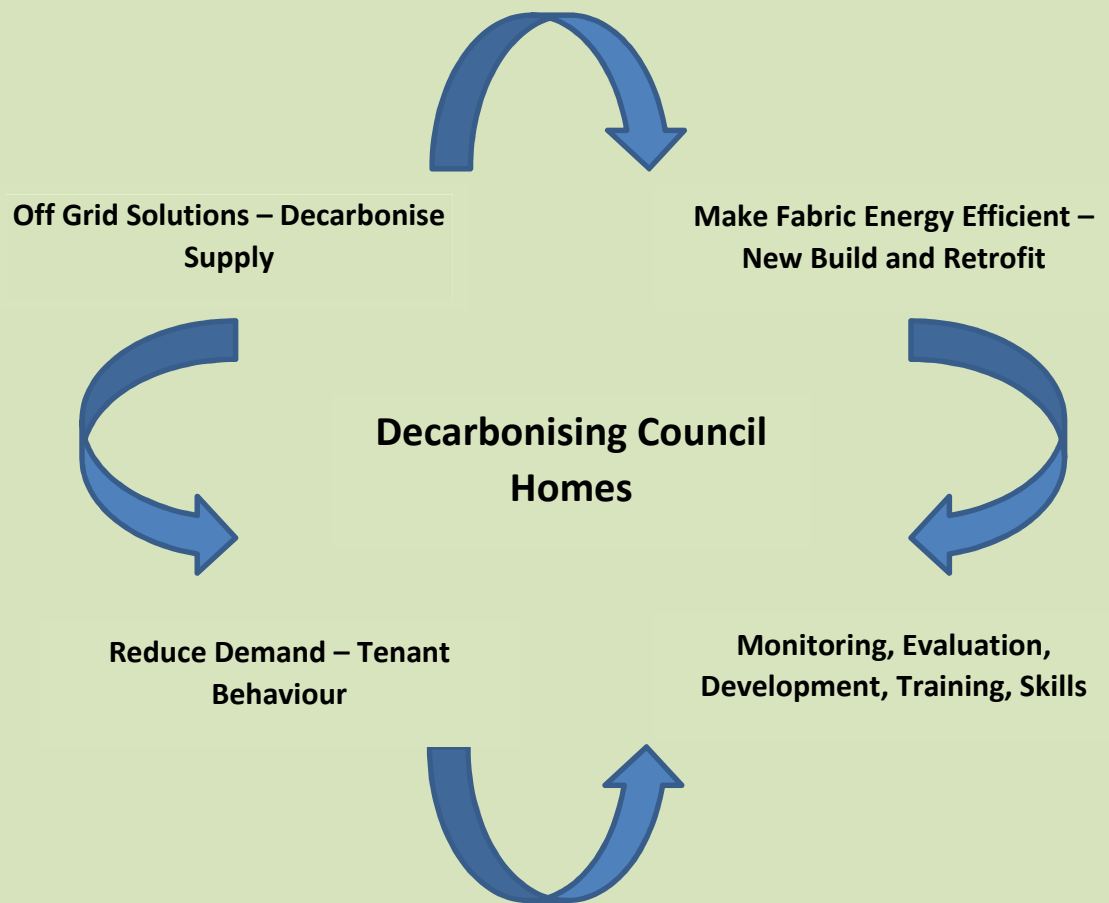 Off Grid Solutions – Decarbonise
Supply
Make Fabric Energy Efficient –
New Build and Retrofit
Decarbonising Council
Homes
Reduce Demand – Tenant
Behaviour
Monitoring, Evaluation,
Development, Training, Skills